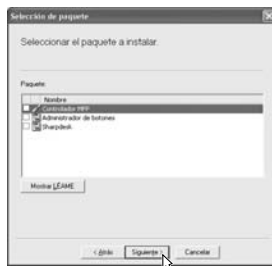 Selección de paquete
Seleccionar el paquete a instalar.
Paquete:
Nombre
Controlador MFP
Administrador de botones
Sharpdesk
Mostrar LÉAME
< Atrás
Siguiente >
Cancelar